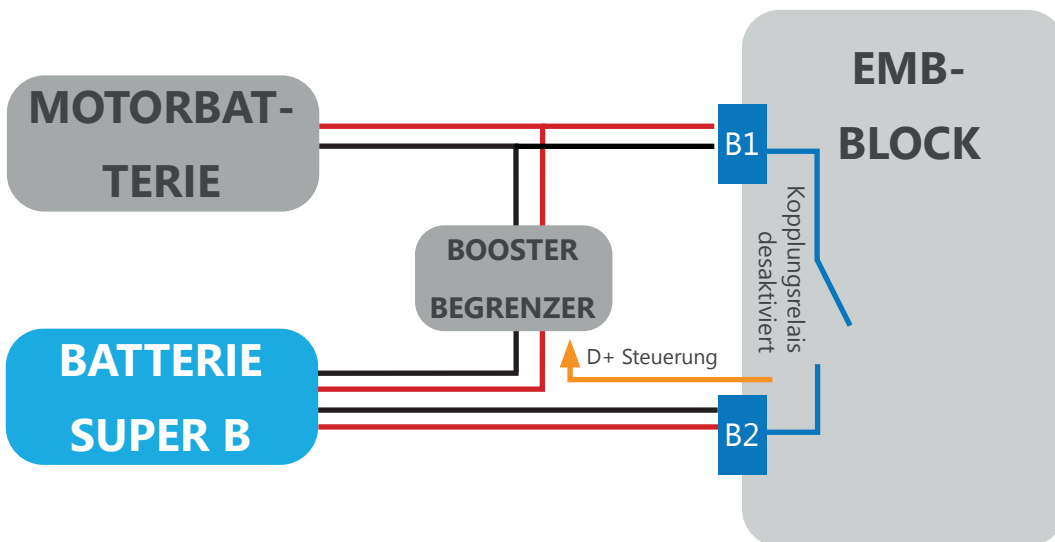 MOTORBAT-
TERIE
EMB-
BLOCK
B1
Kopplungsrelais
desaktiviert
BOOSTER
BEGRENZER
BATTERIE
SUPER B
D+ Steuerung
B2